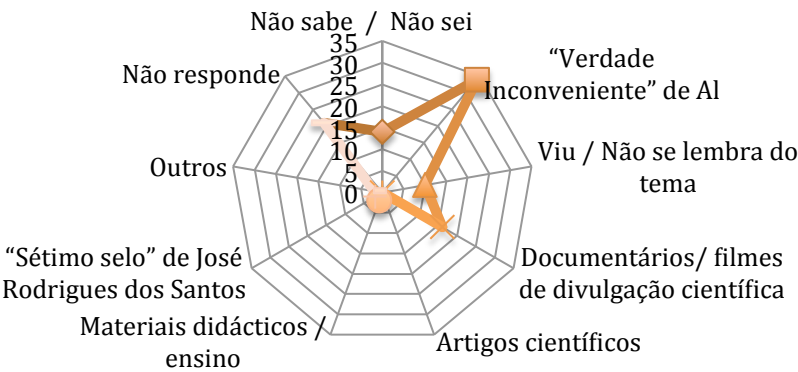 Não sabe / Não sei
35
30
25
20
15
10
5
0
“Verdade
Inconveniente” de Al
Viu / Não se lembra do
tema
Documentários/ filmes
de divulgação científica
Artigos científicos
Materiais didácticos /
ensino
“Sétimo selo” de José
Rodrigues dos Santos
Outros
Não responde